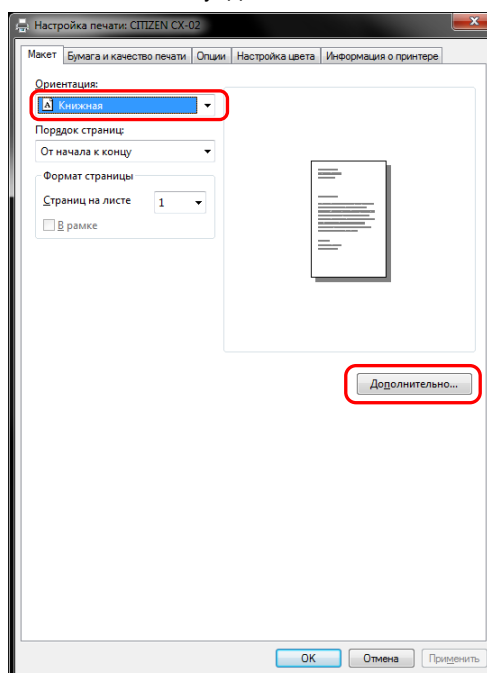 Настройка печати: CITIZEN CX-02
Макет Бумага и качество печати Опции Настройка цвета Информация о принтере
Ориентация:
Книжная
Порядок страниц:
От начала к концу
Формат страницы
Страниц на листе 1
В рамке
Дополнительно...
ОК Отмена Применить